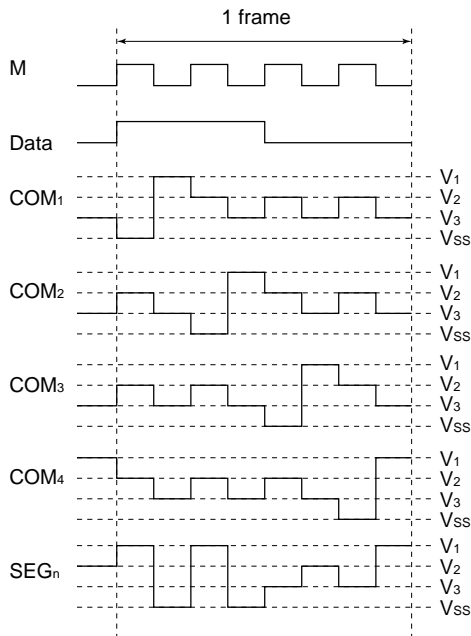 1 frame
M
Data
COM₁
V₁
V₂
V₃
VSS
COM₂
V₁
V₂
V₃
VSS
COM₃
V₁
V₂
V₃
VSS
COM₄
V₁
V₂
V₃
VSS
SEGn
V₁
V₂
V₃
VSS